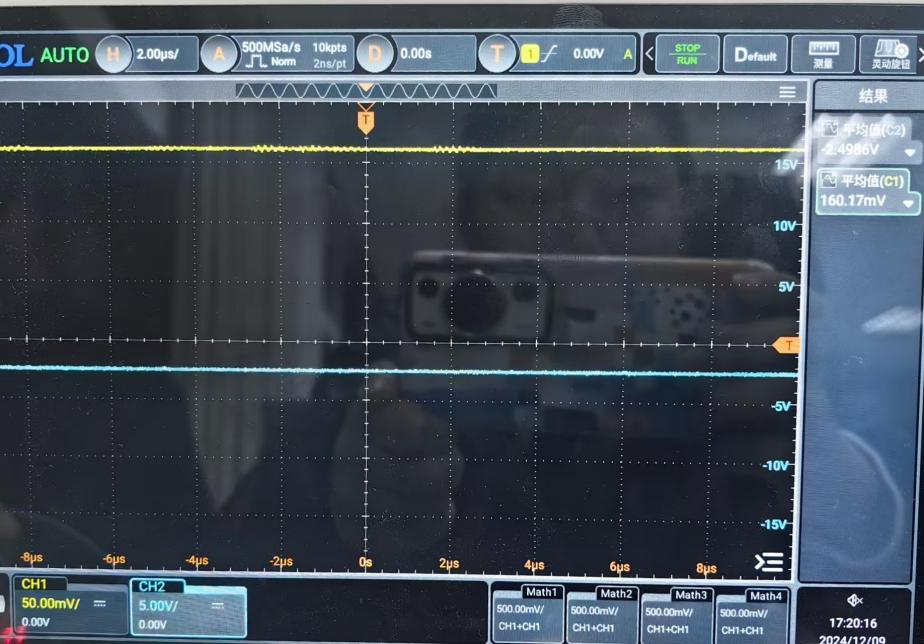 OL AUTO H 2.00μs/ A 500MSa/s 10kpts D 0.00s T 1 0.00V A STOP Default 测量 灵动旋钮
Norm 2ns/pt RUN
T
结果
平均值(C2)
-2.4986V
15V
平均值(C1)
160.17mV
10V
5V
T
-5V
-10V
-15V
-8μs -6μs -4μs -2μs 0s 2μs 4μs 6μs 8μs
CH1 CH2 Math1 Math2 Math3 Math4
50.00mV/ 5.00V/ 500.00mV/ 500.00mV/ 500.00mV/ 500.00mV/
0.00V 0.00V CH1+CH1 CH1+CH1 CH1+CH1 CH1+CH1
17:20:16
2024/12/09